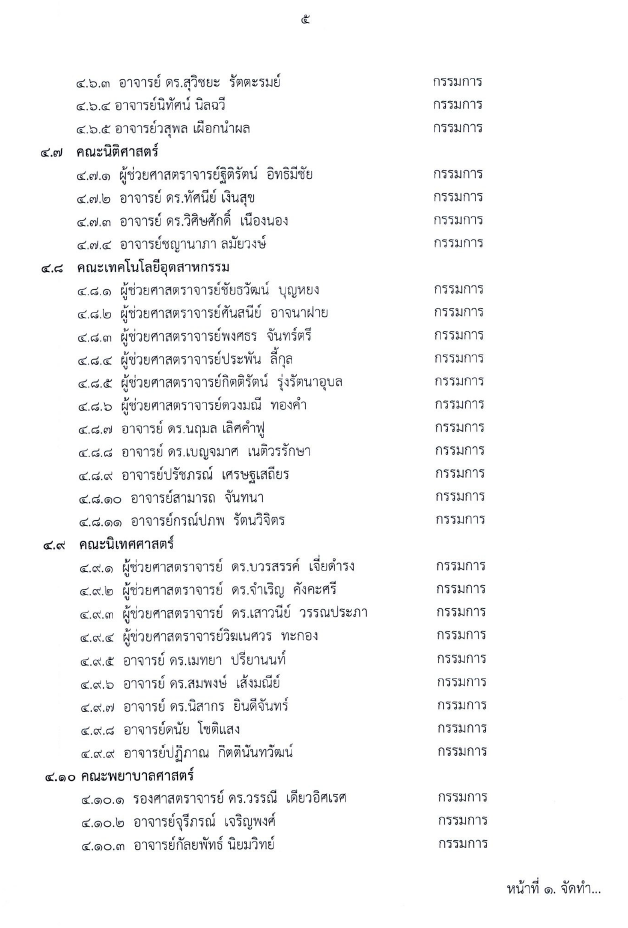 ๕
๔.๖.๓ อาจารย์ ดร.สุวิชยะ รัตตะรมย์ กรรมการ
๔.๖.๔ อาจารย์นิทัศน์ นิลฉวี กรรมการ
๔.๖.๕ อาจารย์วสุพล เผือกนำผล กรรมการ
๔.๗ คณะนิติศาสตร์
๔.๗.๑ ผู้ช่วยศาสตราจารย์ฐิติรัตน์ อิทธิมีชัย กรรมการ
๔.๗.๒ อาจารย์ ดร.ทัศนีย์ เงินสุข กรรมการ
๔.๗.๓ อาจารย์ ดร.วิศิษศักดิ์ เนืองนอง กรรมการ
๔.๗.๔ อาจารย์ชญานาภา ลมัยวงษ์ กรรมการ
๔.๘ คณะเทคโนโลยีอุตสาหกรรม
๔.๘.๑ ผู้ช่วยศาสตราจารย์ชัยธวัฒน์ บุญหยง กรรมการ
๔.๘.๒ ผู้ช่วยศาสตราจารย์ศันสนีย์ อาจนาฝาย กรรมการ
๔.๘.๓ ผู้ช่วยศาสตราจารย์พงศธร จันทร์ตรี กรรมการ
๔.๘.๔ ผู้ช่วยศาสตราจารย์ประพัน ลี้กุล กรรมการ
๔.๘.๕ ผู้ช่วยศาสตราจารย์กิตติรัตน์ รุ่งรัตนาอุบล กรรมการ
๔.๘.๖ ผู้ช่วยศาสตราจารย์ดวงมณี ทองคำ กรรมการ
๔.๘.๗ อาจารย์ ดร.นฤมล เลิศคำฟู กรรมการ
๔.๘.๘ อาจารย์ ดร.เบญจมาศ เนติวรรักษา กรรมการ
๔.๘.๙ อาจารย์ปรัชภรณ์ เศรษฐเสถียร กรรมการ
๔.๘.๑๐ อาจารย์สามารถ จันทนา กรรมการ
๔.๘.๑๑ อาจารย์กรณ์ปภพ รัตนวิจิตร กรรมการ
๔.๙ คณะนิเทศศาสตร์
๔.๙.๑ ผู้ช่วยศาสตราจารย์ ดร.บวรสรรค์ เจี่ยดำรง กรรมการ
๔.๙.๒ ผู้ช่วยศาสตราจารย์ ดร.จำเริญ คังคะศรี กรรมการ
๔.๙.๓ ผู้ช่วยศาสตราจารย์ ดร.เสาวนีย์ วรรณประภา กรรมการ
๔.๙.๔ ผู้ช่วยศาสตราจารย์วิฆเนศวร ทะกอง กรรมการ
๔.๙.๕ อาจารย์ ดร.เมทยา ปรียานนท์ กรรมการ
๔.๙.๖ อาจารย์ ดร.สมพงษ์ เส้งมณีย์ กรรมการ
๔.๙.๗ อาจารย์ ดร.นิสากร ยินดีจันทร์ กรรมการ
๔.๙.๘ อาจารย์ดนัย โชติแสง กรรมการ
๔.๙.๙ อาจารย์ปฏิภาณ กิตตินันทวัฒน์ กรรมการ
๔.๑๐ คณะพยาบาลศาสตร์
๔.๑๐.๑ รองศาสตราจารย์ ดร.วรรณี เดียวอิศเรศ กรรมการ
๔.๑๐.๒ อาจารย์จุรีภรณ์ เจริญพงศ์ กรรมการ
๔.๑๐.๓ อาจารย์กัลยพัทธ์ นิยมวิทย์ กรรมการ
หน้าที่ ๑. จัดทำ...